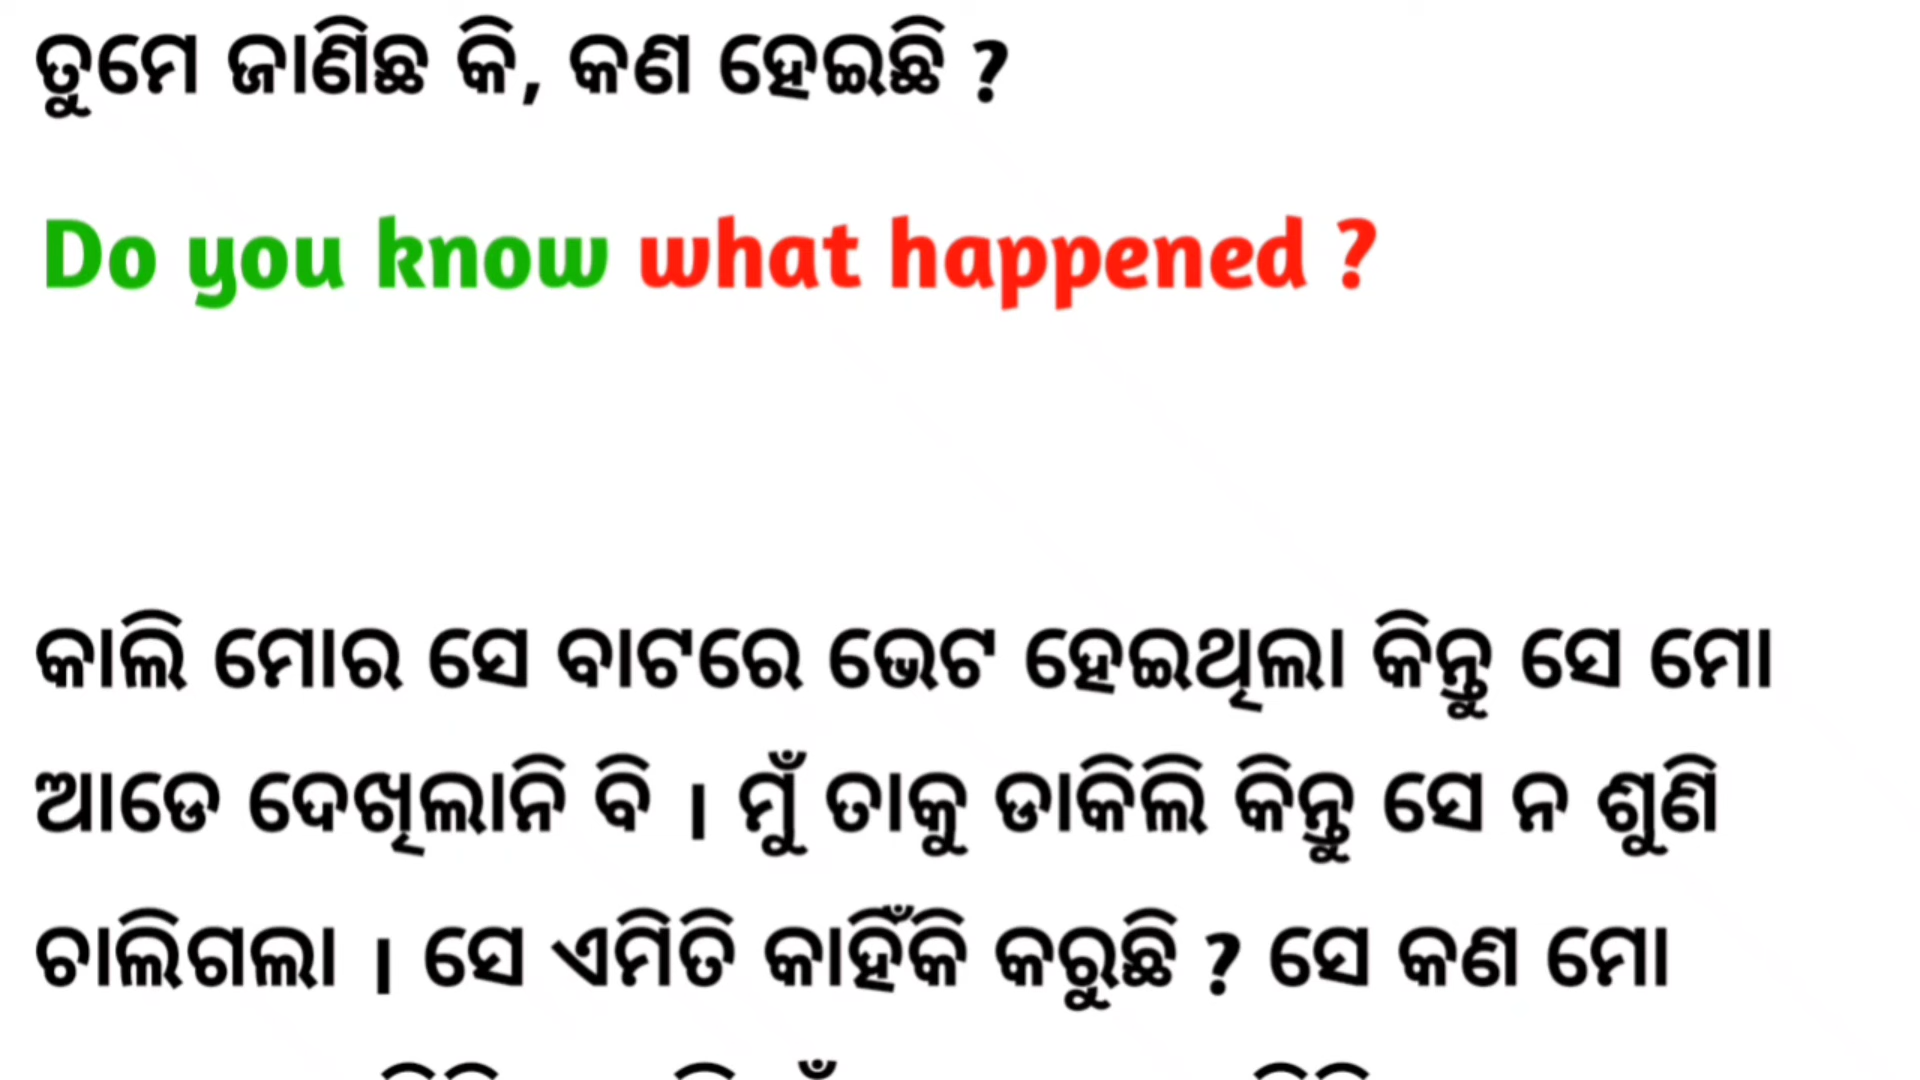 ତୁମେ ଜାଣିଛ କି, କଣ ହେଇଛି ?
Do you know what happened ?
କାଲି ମୋର ସେ ବାଟରେ ଭେଟ ହେଇଥିଲା କିନ୍ତୁ ସେ ମୋ
ଆଡେ ଦେଖିଲାନି ବି । ମୁଁ ତାକୁ ଡାକିଲି କିନ୍ତୁ ସେ ନ ଶୁଣି
ଚାଲିଗଲା । ସେ ଏମିତି କାହିଁକି କରୁଛି ? ସେ କଣ ମୋ